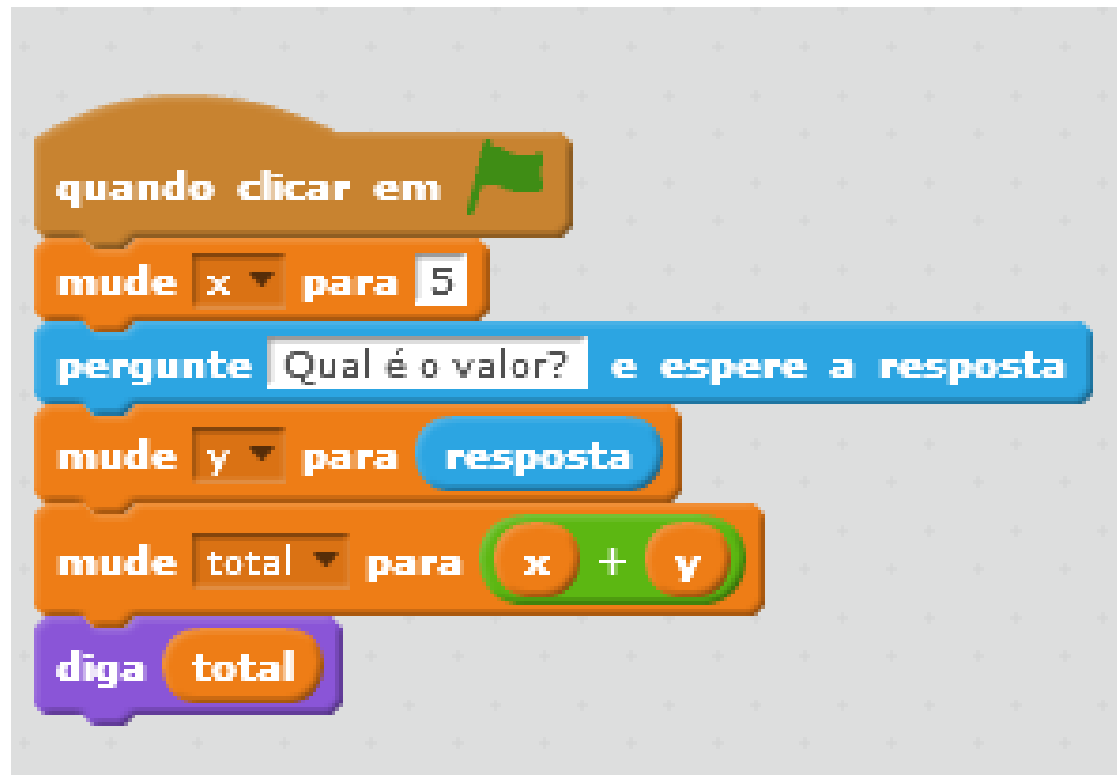 quando clicar em
mude x para 5
pergunte Qual é o valor? e espere a resposta
mude y para resposta
mude total para x + y
diga total